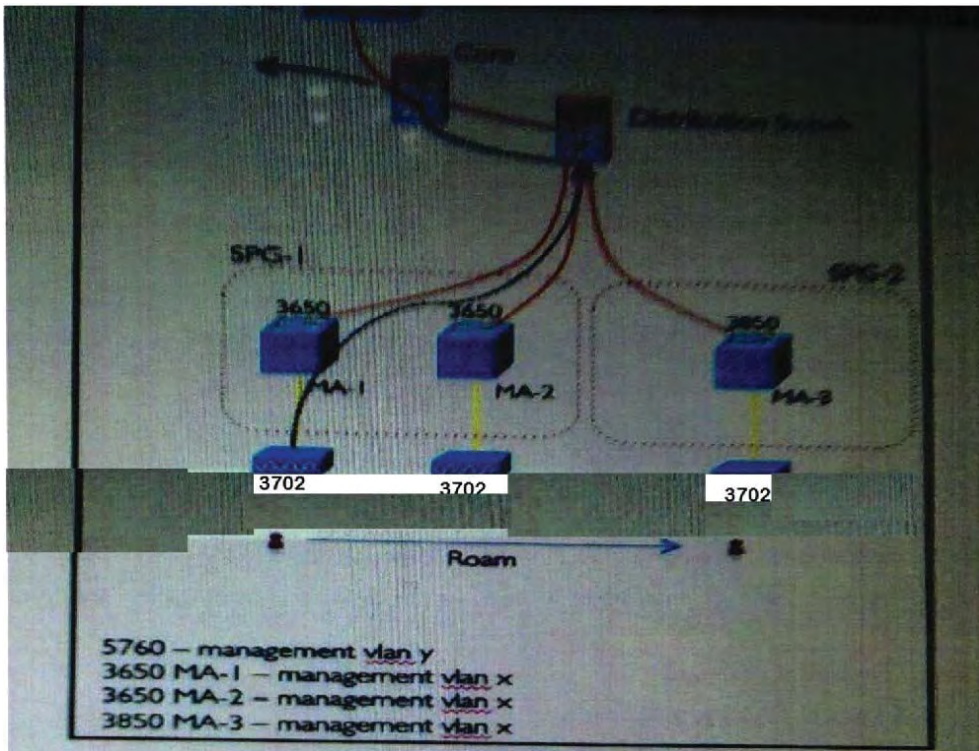 Core
Distribution Switch
SPG-1
SPG-2
3650
3650
3850
MA-1
MA-2
MA-3
3702
3702
3702
Roam
5760 – management vlan y
3650 MA-1 – management vlan x
3650 MA-2 – management vlan x
3850 MA-3 – management vlan x